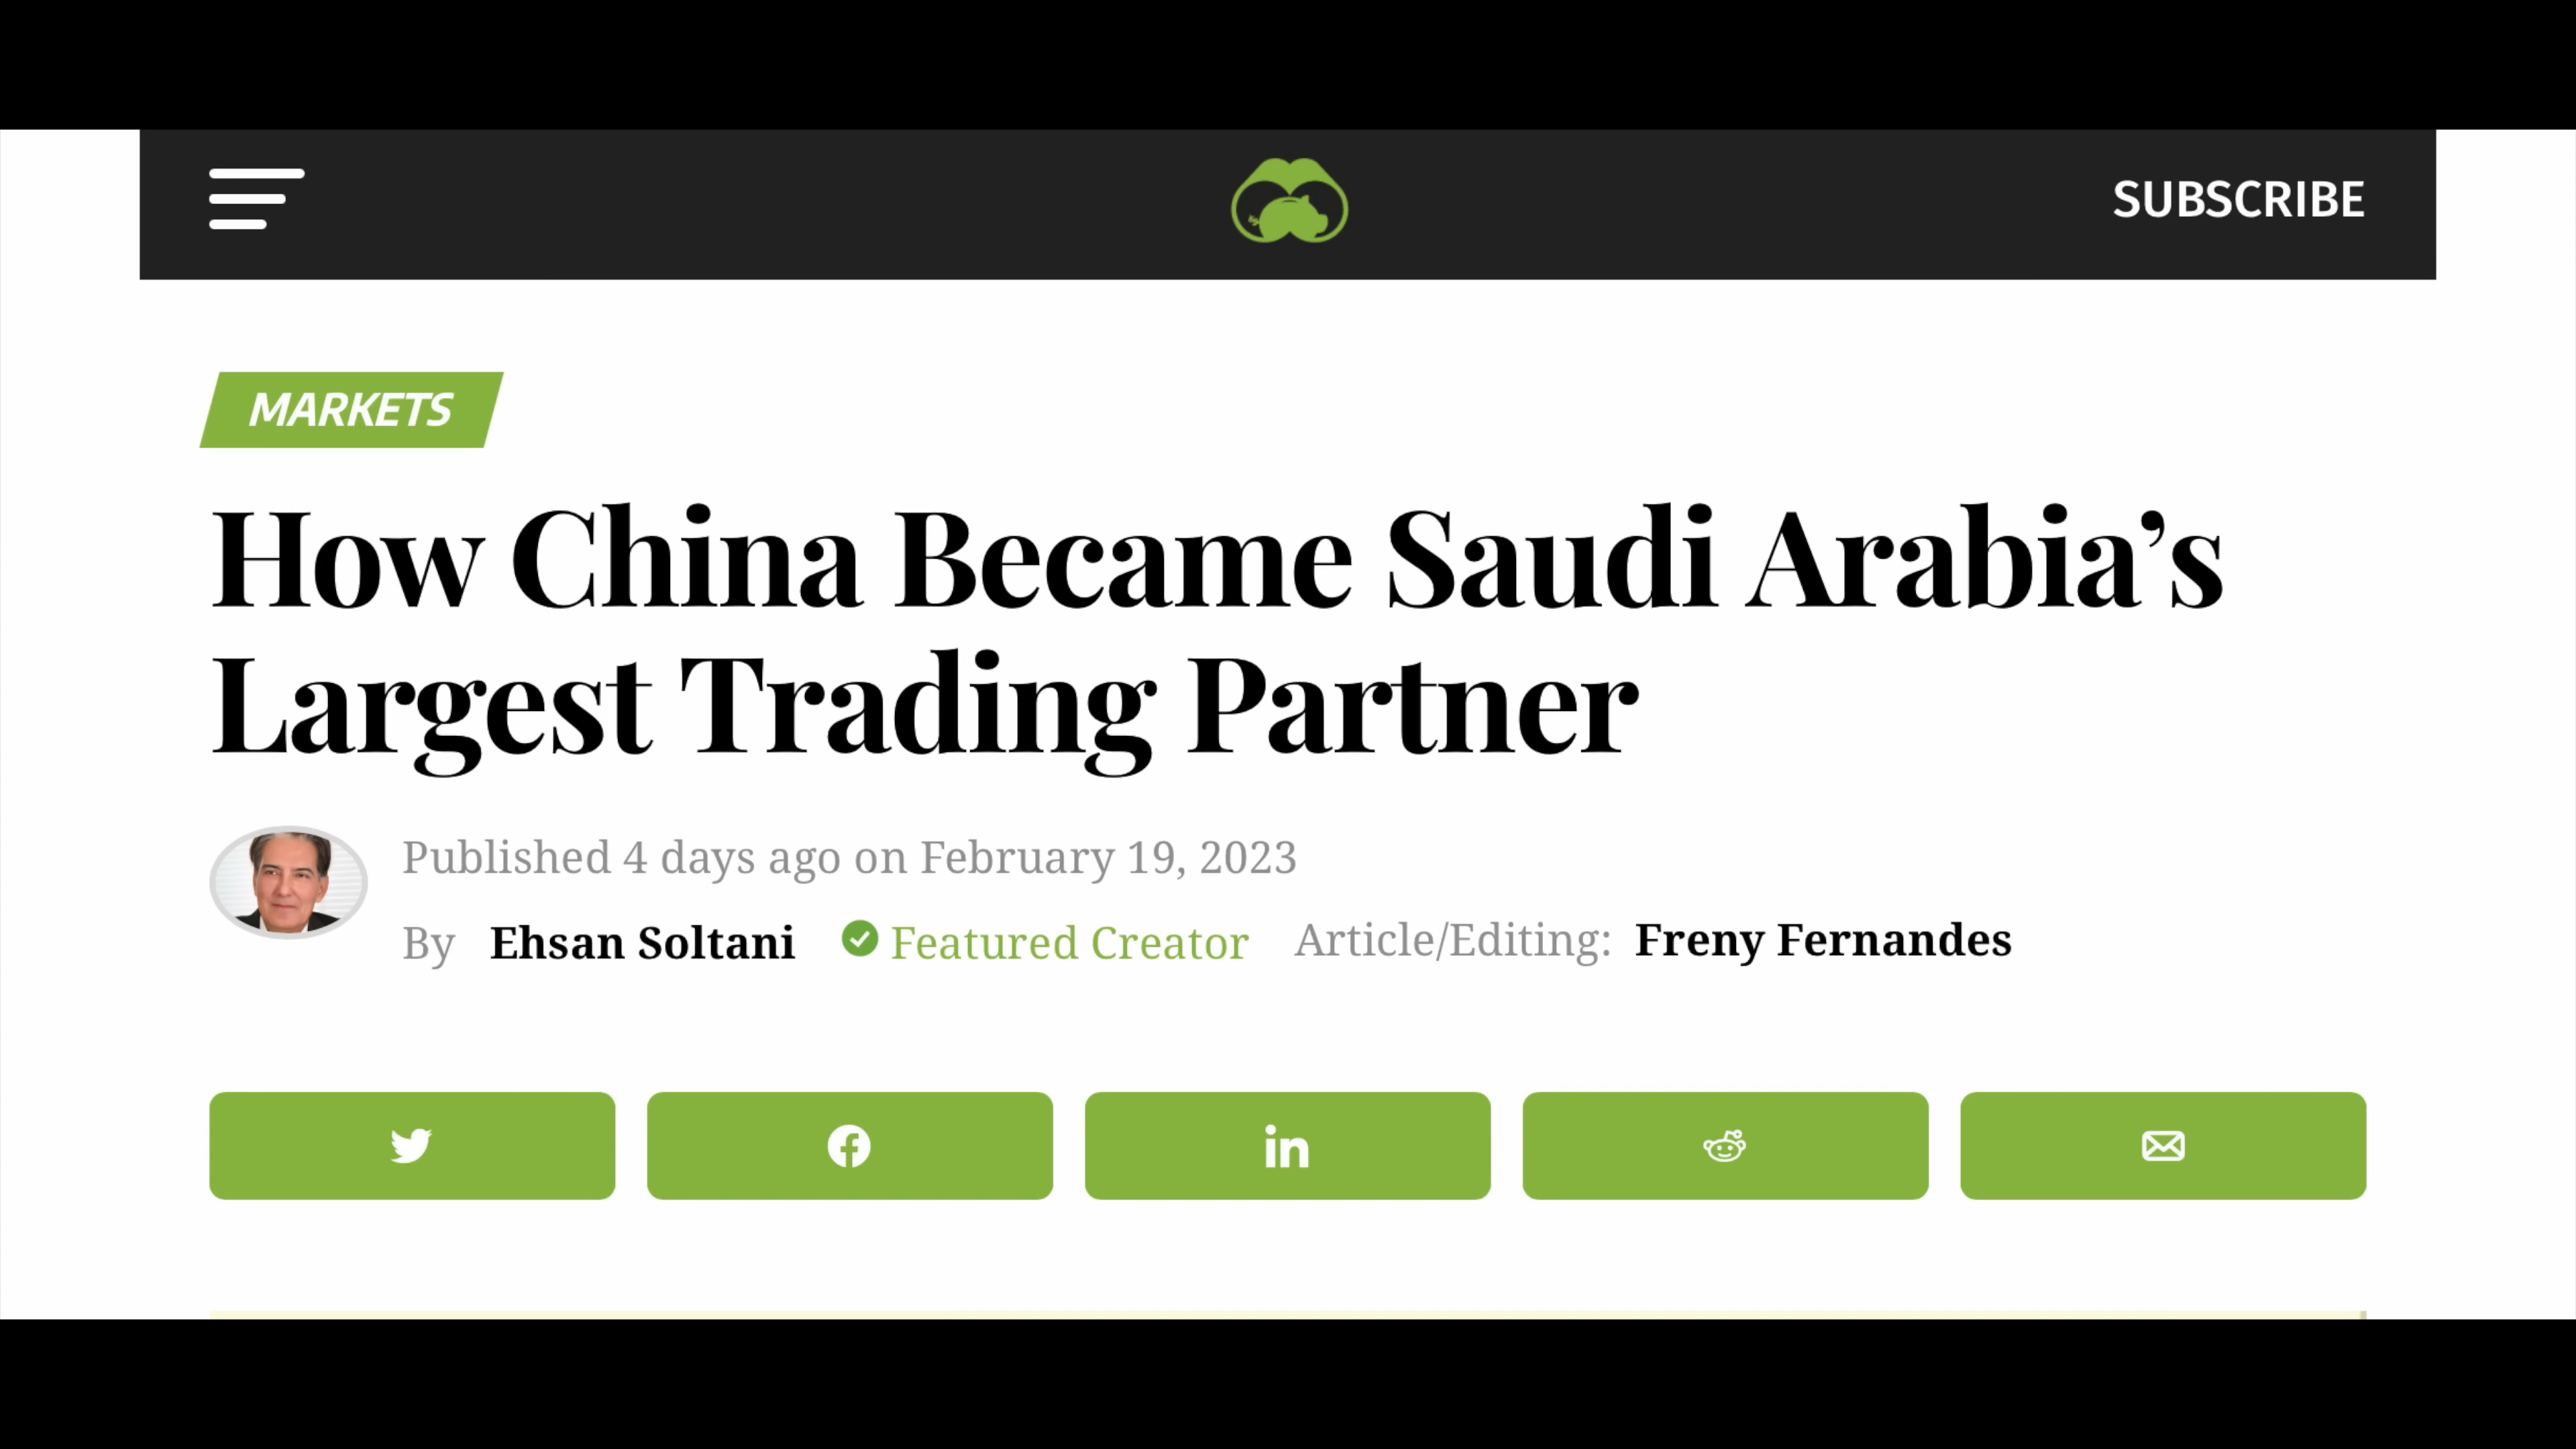 SUBSCRIBE
MARKETS
How China Became Saudi Arabia’s
Largest Trading Partner
Published 4 days ago on February 19, 2023
By Ehsan Soltani Featured Creator Article/Editing: Freny Fernandes